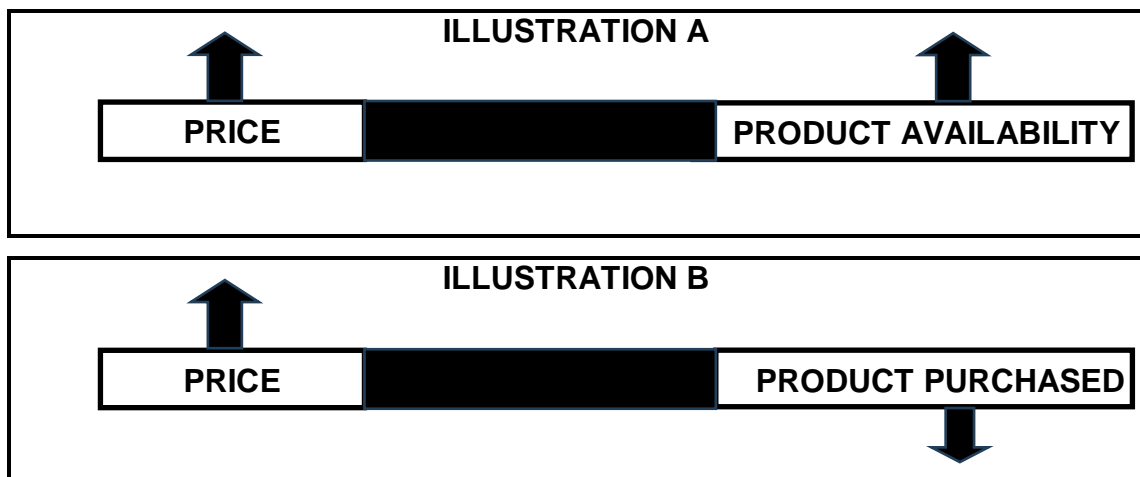 ILLUSTRATION A
PRICE PRODUCT AVAILABILITY
ILLUSTRATION B
PRICE PRODUCT PURCHASED